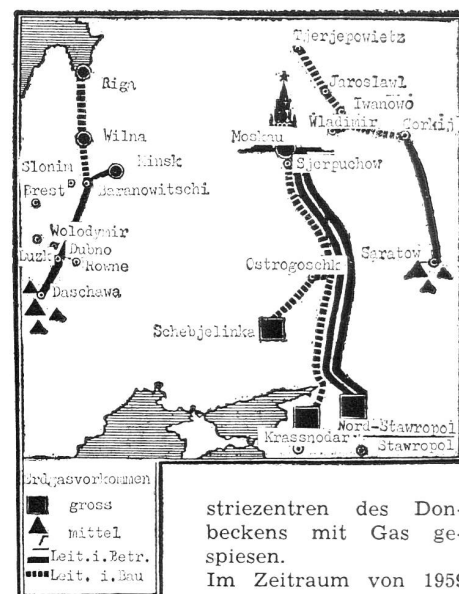 Tjerjepowietz
Jaroslawl
Iwanowo
Wladimir
Gorkij
Moskau
Sjerpuchow
Riga
Wilna
Minsk
Slonim
Brest
Baranowitschi
Wolodymir
Dubno
Luzk
Rowne
Daschawa
Ostrogoschk
Saratow
Schebjelinka
Nord-Stawropol
Krassnodar
Stawropol
Erdgasvorkommen
gross
mittel
Leit.i.Betr.
Leit. i.Bau
striezentren des Don-
beckens mit Gas ge-
spiesen.
Im Zeitraum von 1959